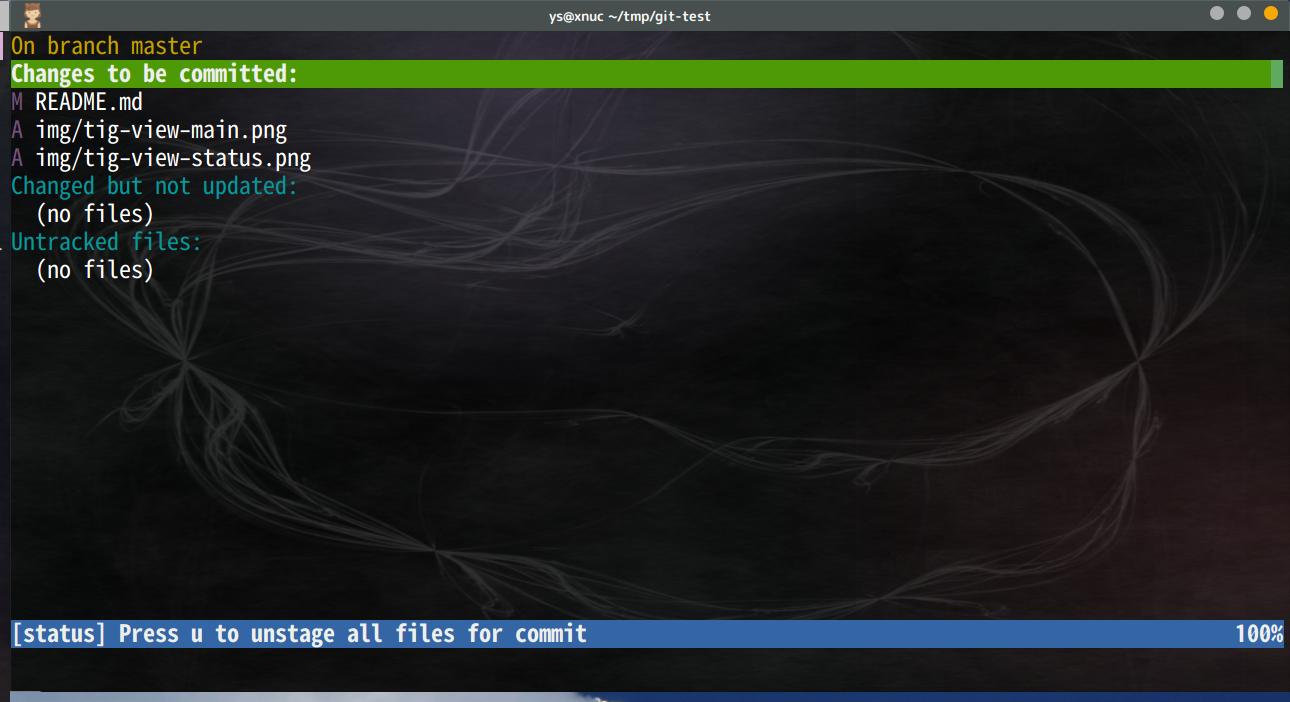 ys@xnuc ~/tmp/git-test
On branch master
Changes to be committed:
M README.md
A img/tig-view-main.png
A img/tig-view-status.png
Changed but not updated:
  (no files)
Untracked files:
  (no files)
[status] Press u to unstage all files for commit 100%